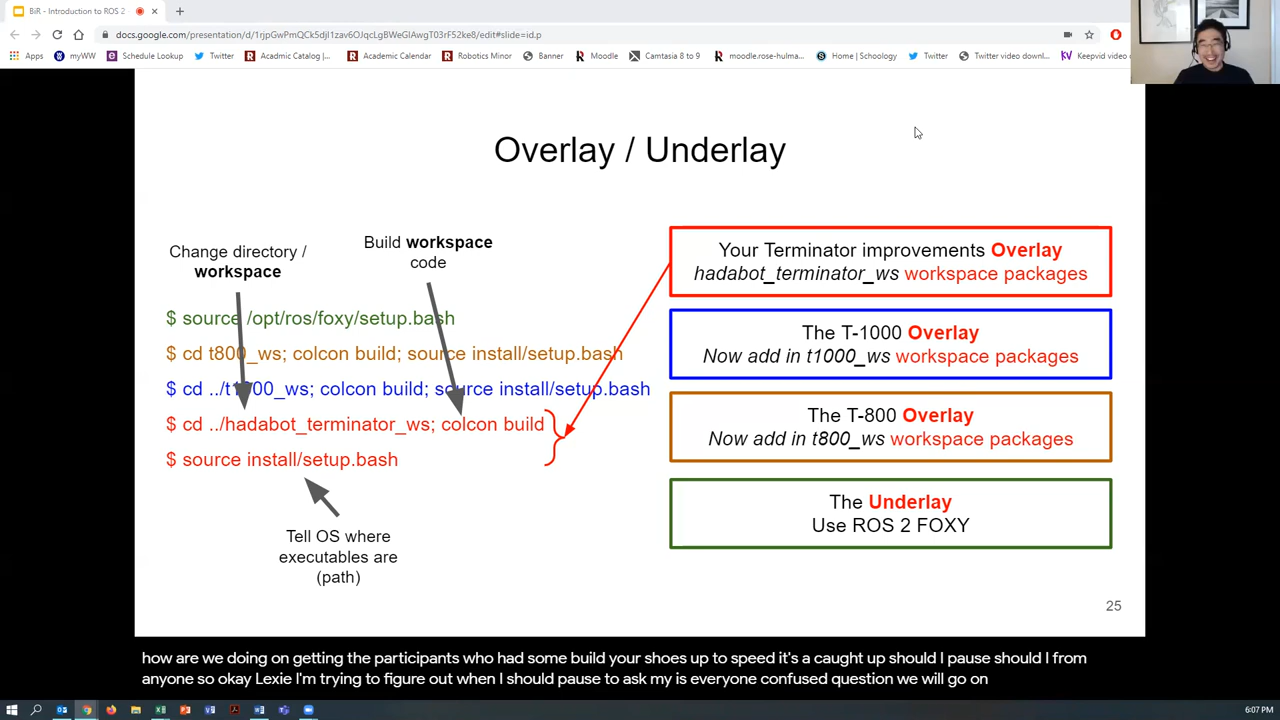 BiR - Introduction to ROS 2
docs.google.com/presentation/d/1rjpGwPmQCk5djI1zav6OJqcLgBWeGIAwgT03rF52ke8/edit#slide=id.p
Apps myWW Schedule Lookup Twitter Acadmic Catalog |... Academic Calendar Robotics Minor Banner Moodle Camtasia 8 to 9 moodle.rose-hulma... Home | Schoology Twitter Twitter video downl... Keepvid video
Overlay / Underlay
Change directory /
workspace
Build workspace
code
$ source /opt/ros/foxy/setup.bash
$ cd t800_ws; colcon build; source install/setup.bash
$ cd ../t1000_ws; colcon build; source install/setup.bash
$ cd ../hadabot_terminator_ws; colcon build
$ source install/setup.bash
Tell OS where
executables are
(path)
Your Terminator improvements Overlay
hadabot_terminator_ws workspace packages
The T-1000 Overlay
Now add in t1000_ws workspace packages
The T-800 Overlay
Now add in t800_ws workspace packages
The Underlay
Use ROS 2 FOXY
25
how are we doing on getting the participants who had some build your shoes up to speed it's a caught up should I pause should I from
anyone so okay Lexie I'm trying to figure out when I should pause to ask my is everyone confused question we will go on
6:07 PM